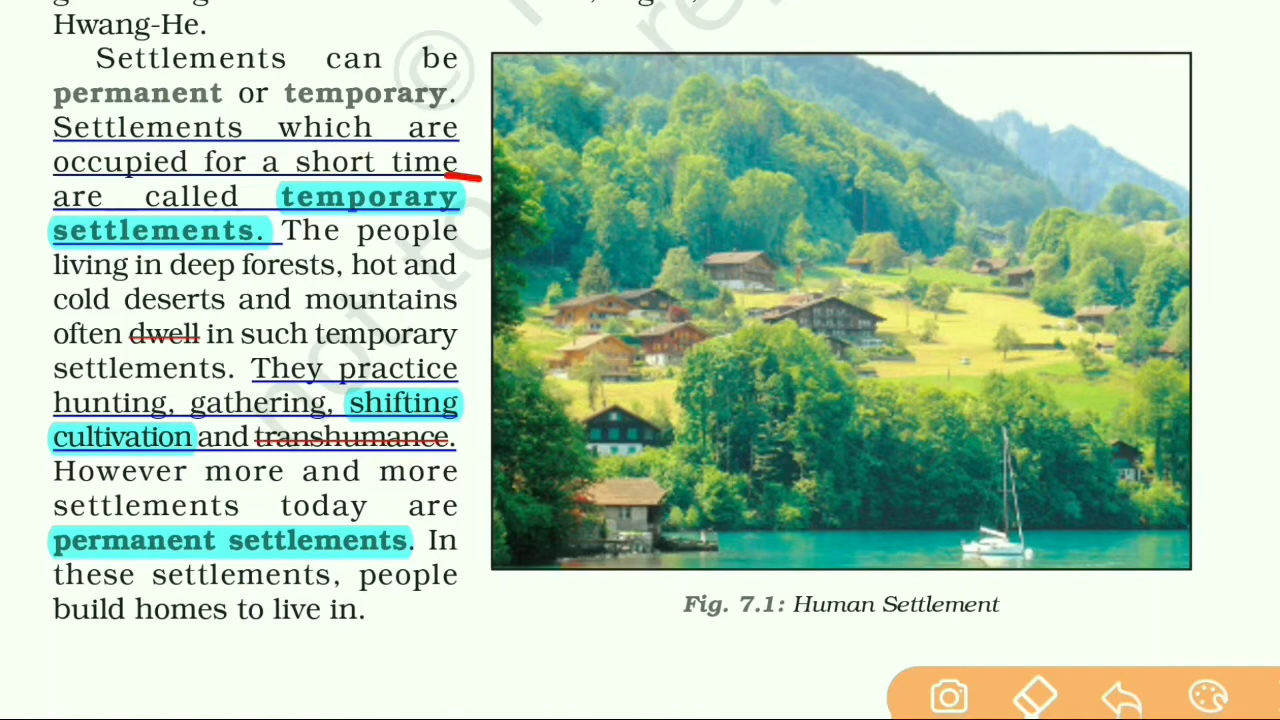 Hwang-He.
Settlements can be
permanent or temporary.
Settlements which are
occupied for a short time
are called temporary
settlements. The people
living in deep forests, hot and
cold deserts and mountains
often dwell in such temporary
settlements. They practice
hunting, gathering, shifting
cultivation and transhumance.
However more and more
settlements today are
permanent settlements. In
these settlements, people
build homes to live in.
Fig. 7.1: Human Settlement